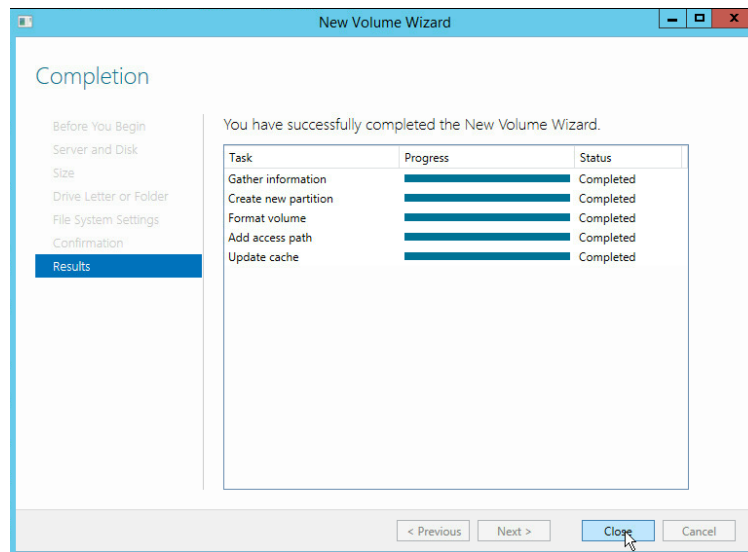 New Volume Wizard
Completion
Before You Begin
Server and Disk
Size
Drive Letter or Folder
File System Settings
Confirmation
Results
You have successfully completed the New Volume Wizard.
Task Progress Status
Gather information Completed
Create new partition Completed
Format volume Completed
Add access path Completed
Update cache Completed
< Previous Next > Close Cancel